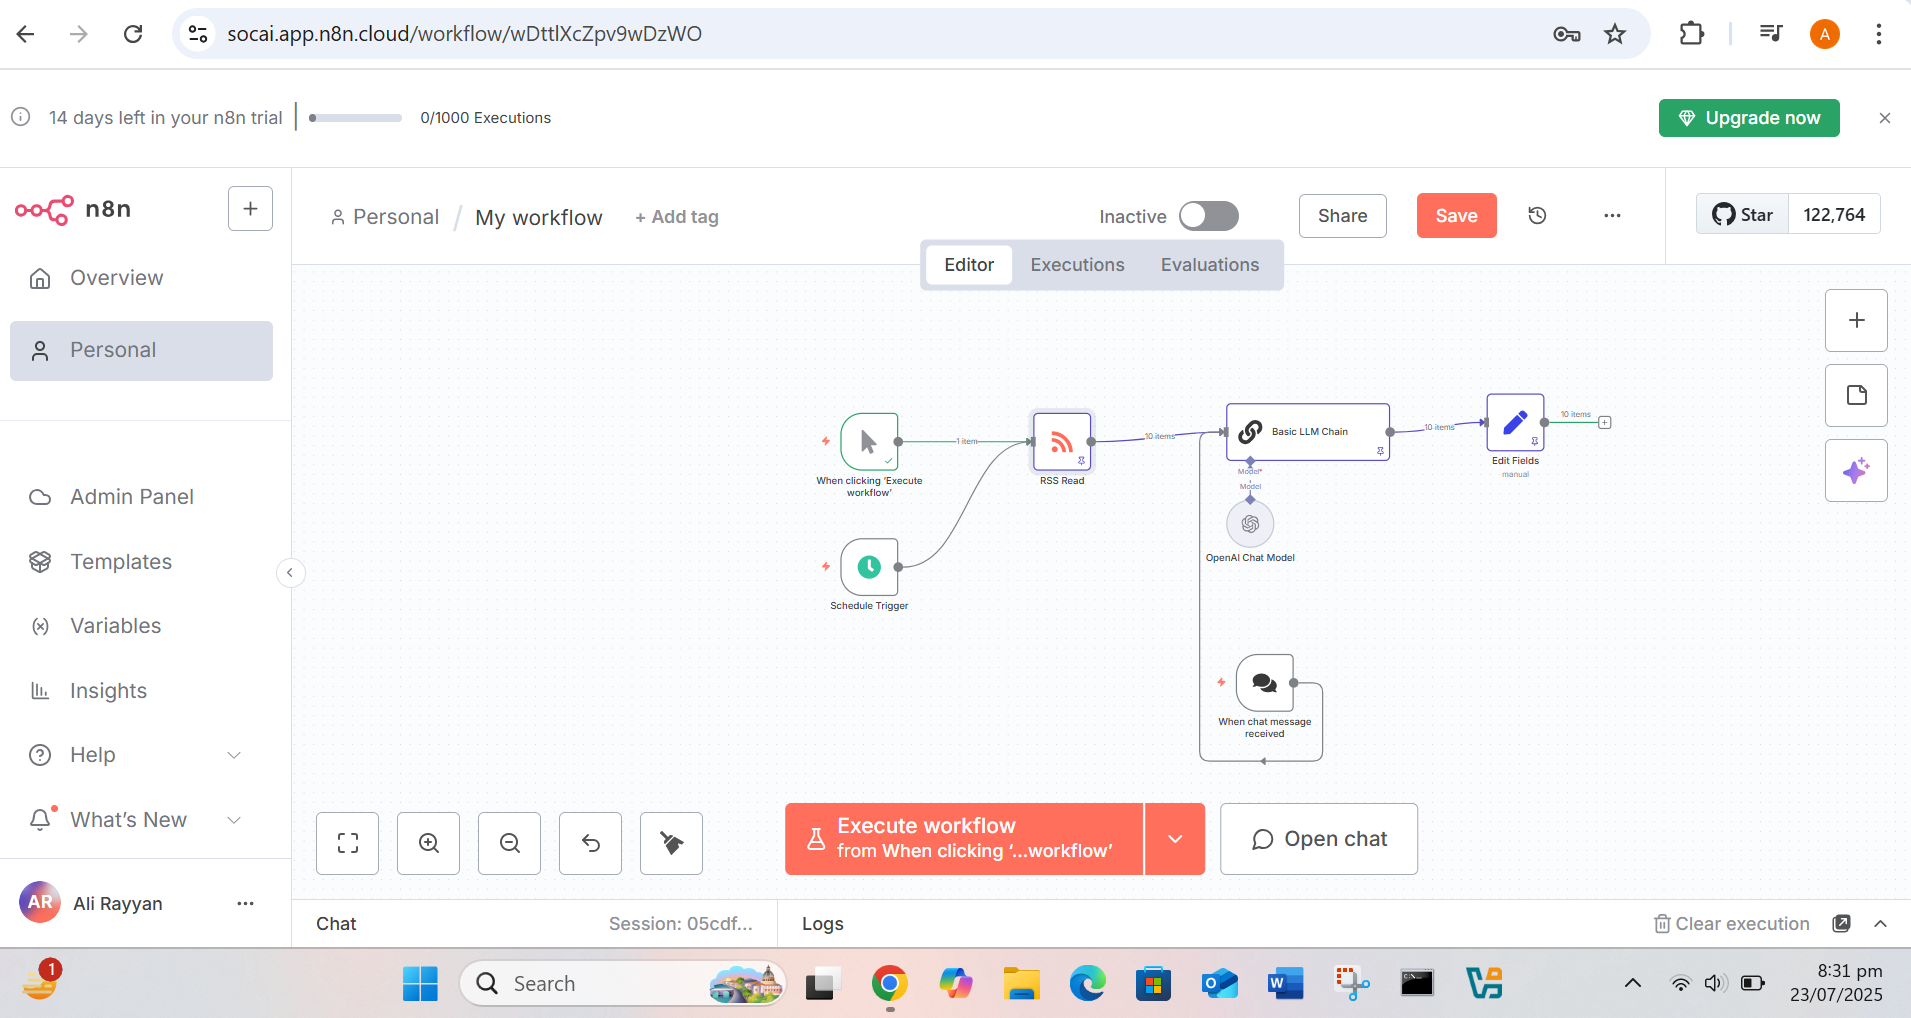 socai.app.n8n.cloud/workflow/wDttlXcZpv9wDzWO
A
14 days left in your n8n trial
0/1000 Executions
Upgrade now
n8n
Personal / My workflow
+ Add tag
Inactive
Share
Save
Star
122,764
Editor
Executions
Evaluations
Overview
Personal
Admin Panel
Templates
Variables
Insights
Help
What's New
AR
Ali Rayyan
When clicking ‘Execute
workflow’
1 item
Schedule Trigger
RSS Read
10 items
Basic LLM Chain
Model*
Model
OpenAI Chat Model
10 items
Edit Fields
manual
10 items
When chat message
received
Execute workflow
from When clicking ‘...workflow’
Open chat
Chat
Session: 05cdf...
Logs
Clear execution
1
Search
8:31 pm
23/07/2025